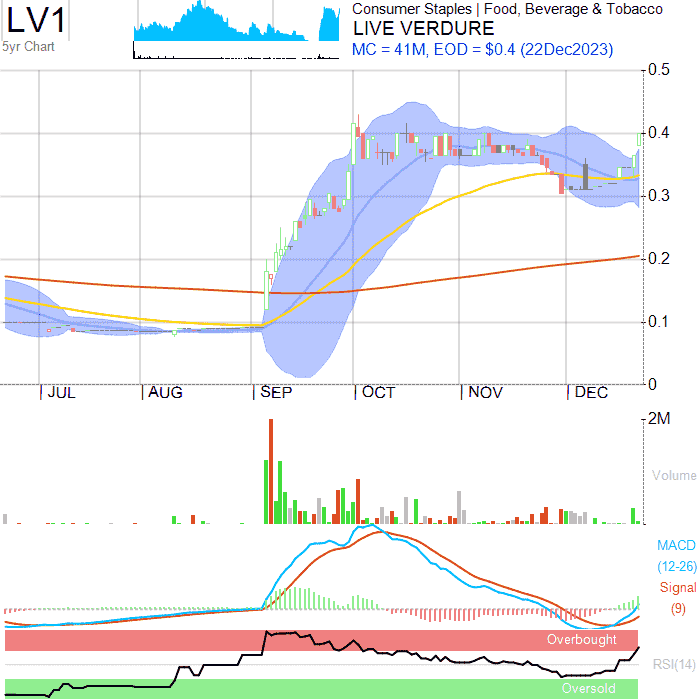 LV1
5yr Chart
Consumer Staples | Food, Beverage & Tobacco
LIVE VERDURE
MC = 41M, EOD = $0.4 (22Dec2023)
0.5
0.4
0.3
0.2
0.1
0
JUL AUG SEP OCT NOV DEC
2M
Volume
MACD
(12-26)
Signal
(9)
Overbought
RSI(14)
Oversold